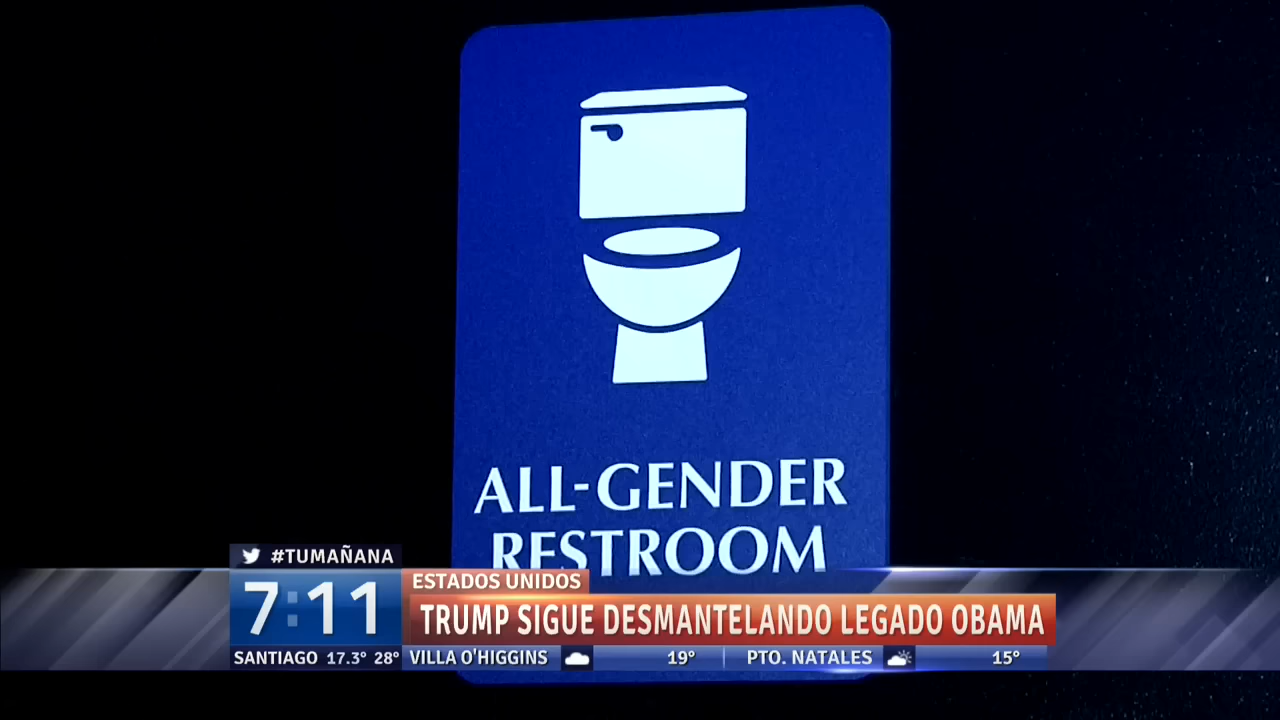 ALL-GENDER
RESTROOM
#TUMAÑANA
7:11
ESTADOS UNIDOS
TRUMP SIGUE DESMANTELANDO LEGADO OBAMA
SANTIAGO 17.3° 28° VILLA O'HIGGINS 19° PTO. NATALES 15°